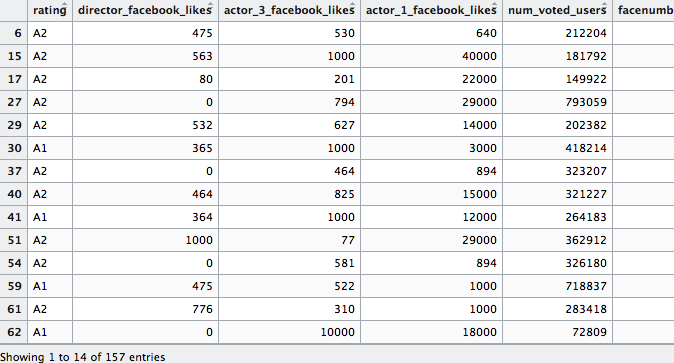 rating director_facebook_likes actor_3_facebook_likes actor_1_facebook_likes num_voted_users facenumb
6 A2 475 530 640 212204
15 A2 563 1000 40000 181792
17 A2 80 201 22000 149922
27 A2 0 794 29000 793059
29 A2 532 627 14000 202382
30 A1 365 1000 3000 418214
37 A2 0 464 894 323207
40 A2 464 825 15000 321227
41 A1 364 1000 12000 264183
51 A2 1000 77 29000 362912
54 A2 0 581 894 326180
59 A1 475 522 1000 718837
61 A2 776 310 1000 283418
62 A1 0 10000 18000 72809
Showing 1 to 14 of 157 entries